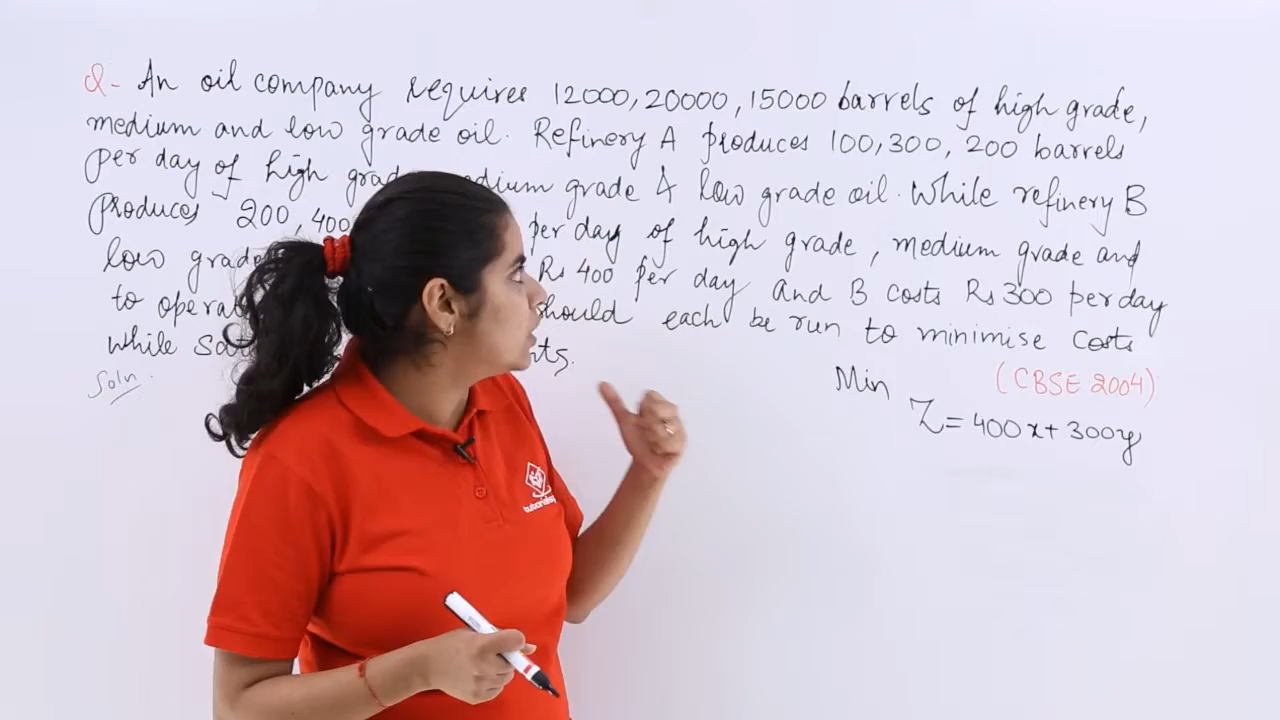 Q- An oil company requires 12000, 20000, 15000 barrels of high grade,
medium and low grade oil. Refinery A produces 100, 300, 200 barrels
per day of high grade medium grade & low grade oil. While refinery B
Produces 200, 400 per day of high grade, medium grade and
low grade Rs 400 per day and B costs Rs 300 per day
to should each be run to minimise costs
while
Soln.
(CBSE 2004)
Min
Z = 400x + 300y